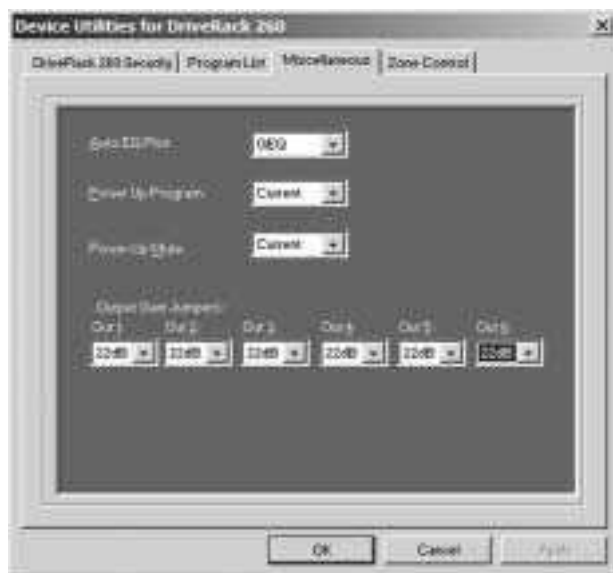 Device Utilities for DriveRack 260
DriveRack 260 Security Program List Miscellaneous Zone Control
Auto EQ Plot GEQ
Power Up Program Current
Power Up Mute Current
Output Gain Jumpers
Out 1 Out 2 Out 3 Out 4 Out 5 Out 6
22dB 22dB 22dB 22dB 22dB 22dB
OK Cancel Apply